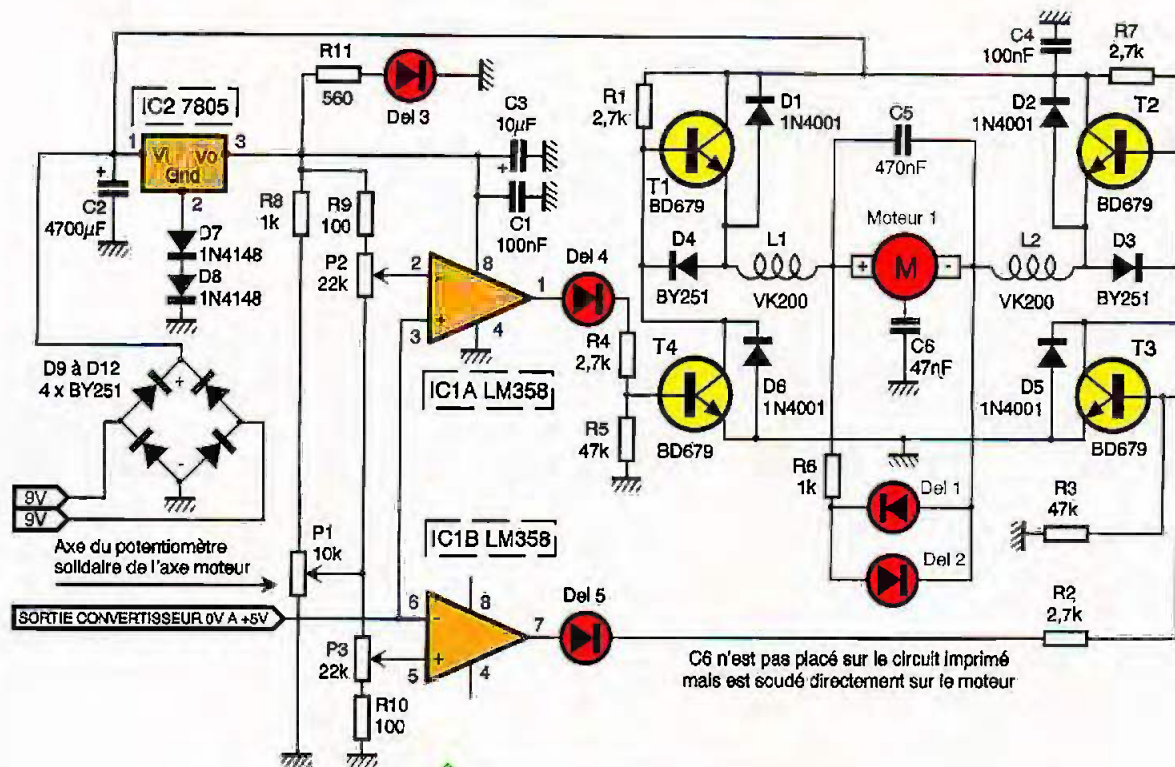 R11
560
Del 3
IC2 7805
1
Vi
Vo
3
Gnd
2
+
C2
4700µF
D7
1N4148
D8
1N4148
R8
1k
R9
100
P2
22k
C3
10µF
+
C1
100nF
2
-
+
3
8
1
4
IC1A LM358
Del 4
R4
2,7k
R5
47k
R1
2,7k
T1
BD679
D1
1N4001
D4
BY251
L1
VK200
T4
BD679
D6
1N4001
C5
470nF
Moteur 1
+
M
-
C6
47nF
L2
VK200
C4
100nF
R7
2,7k
D2
1N4001
T2
BD679
D3
BY251
D5
1N4001
T3
BD679
R6
1k
Del 1
Del 2
R3
47k
R2
2,7k
D9 à D12
4 x BY251
+
-
9V
9V
Axe du potentiomètre
solidaire de l'axe moteur
P1
10k
SORTIE CONVERTISSEUR 0V A +5V
IC1B LM358
6
-
+
5
8
7
4
Del 5
P3
22k
R10
100
C6 n'est pas placé sur le circuit imprimé
mais est soudé directement sur le moteur